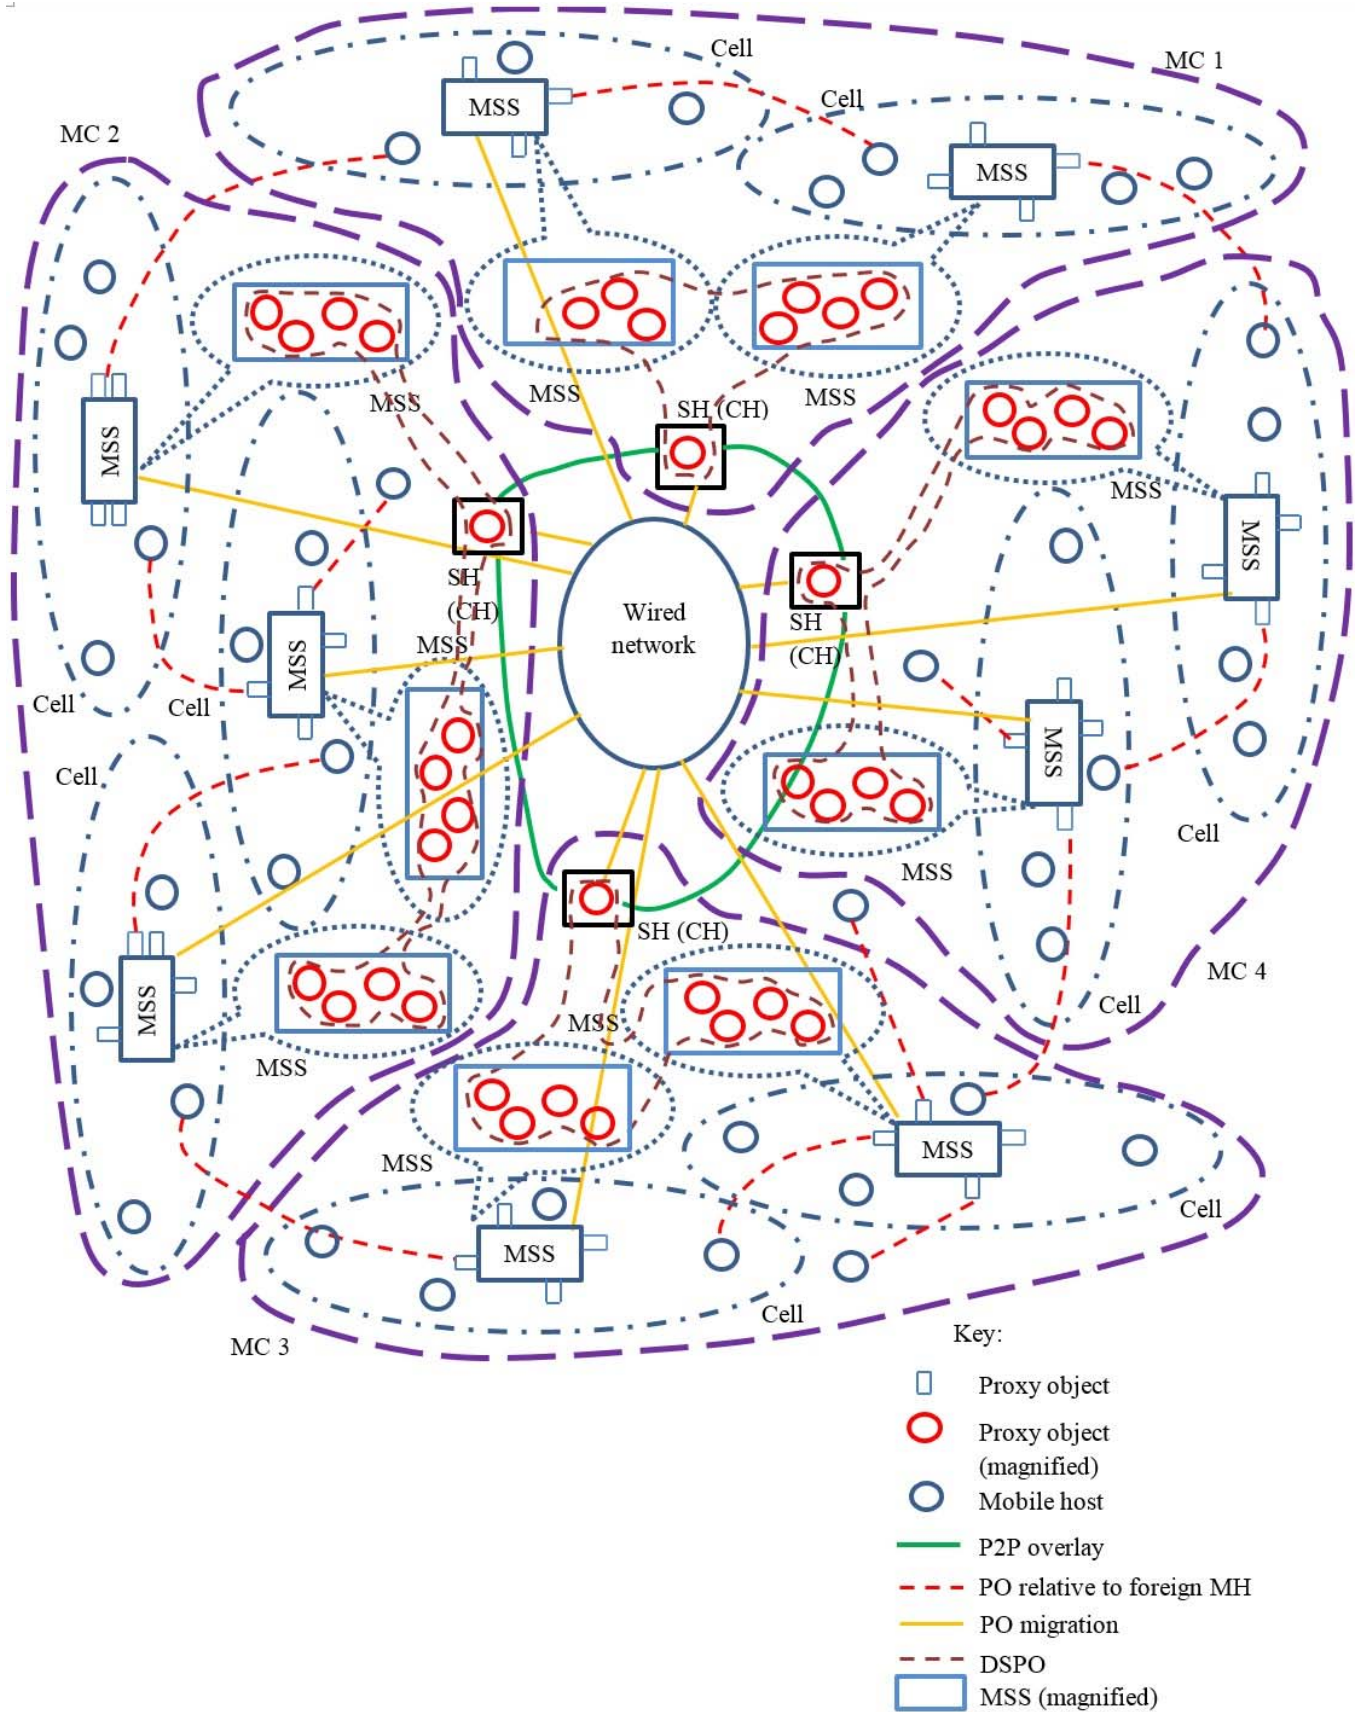 Cell
MC 1
Cell
MSS
MC 2
MSS
MSS
MSS
MSS
SH (CH)
MSS
MSS
MSS
MSS
SH
(CH)
Wired
network
SH
(CH)
MSS
MSS
Cell
Cell
MSS
Cell
Cell
MSS
SH (CH)
MC 4
Cell
MSS
MSS
MSS
MSS
MSS
Cell
MSS
Cell
MC 3
Key:
Proxy object
Proxy object
(magnified)
Mobile host
P2P overlay
PO relative to foreign MH
PO migration
DSPO
MSS (magnified)